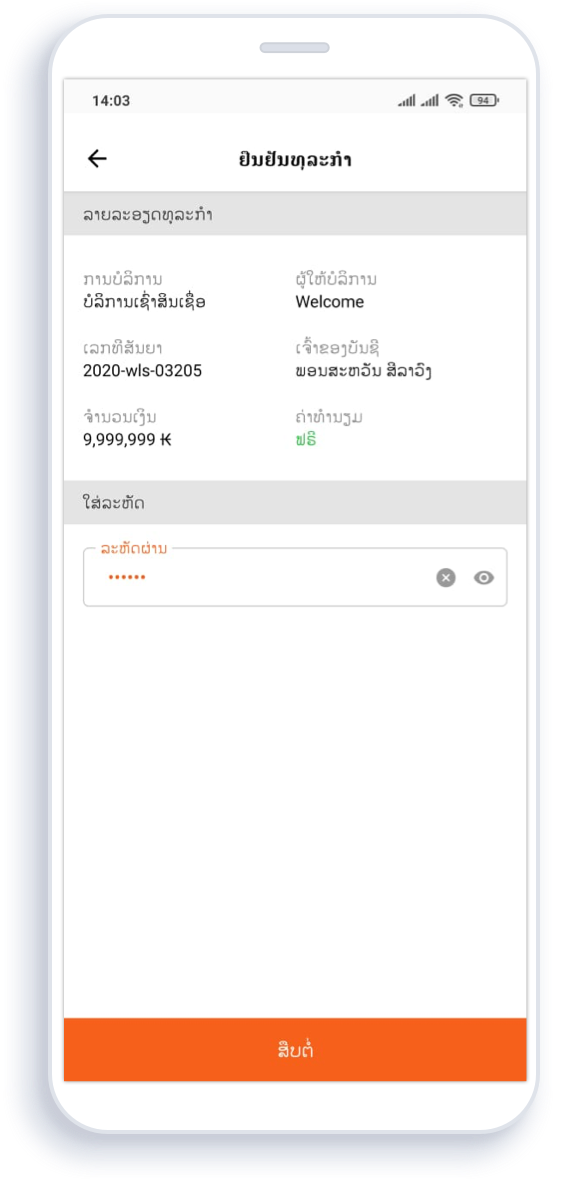 14:03
94
ຢືນຢັນທຸລະກຳ
ລາຍລະອຽດທຸລະກຳ
ການບໍລິການ
ຜູ້ໃຫ້ບໍລິການ
ບໍລິການເຊົ່າສິນເຊື່ອ
Welcome
ເລກທີສັນຍາ
ເຈົ້າຂອງບັນຊີ
2020-wls-03205
ພອນສະຫວັນ ສີລາວົງ
ຈຳນວນເງິນ
ຄ່າທຳນຽມ
9,999,999 ₭
ຟຣີ
ໃສ່ລະຫັດ
ລະຫັດຜ່ານ
••••••
ສືບຕໍ່